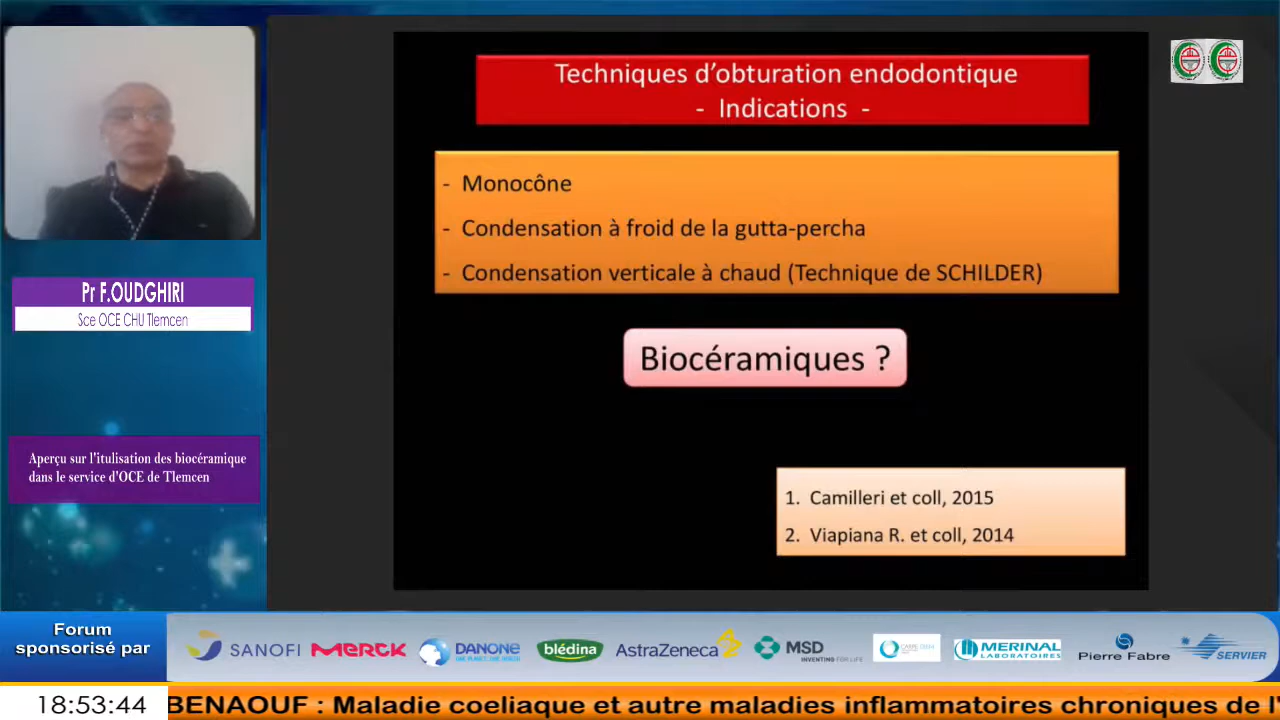 Techniques d'obturation endodontique
- Indications -
- Monocône
- Condensation à froid de la gutta-percha
- Condensation verticale à chaud (Technique de SCHILDER)
Biocéramiques ?
1. Camilleri et coll, 2015
2. Viapiana R. et coll, 2014
Pr F.OUDGHIRI
Sce OCE CHU Tlemcen
Aperçu sur l'itulisation des biocéramique
dans le service d'OCE de Tlemcen
Forum
sponsorisé par
SANOFI
MERCK
DANONE
ONE PLANET. ONE HEALTH
blédina
AstraZeneca
MSD
INVENTING FOR LIFE
MERINAL
LABORATOIRES
Pierre Fabre
SERVIER
18:53:44
BENAOUF : Maladie coeliaque et autre maladies inflammatoires chroniques de l'